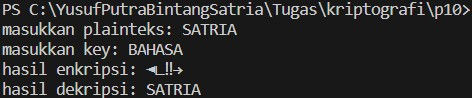 PS C:\YusufPutraBintangSatria\Tugas\kriptografi\p10>
masukkan plainteks: SATRIA
masukkan key: BAHASA
hasil enkripsi: ◄∟‼→
hasil dekripsi: SATRIA